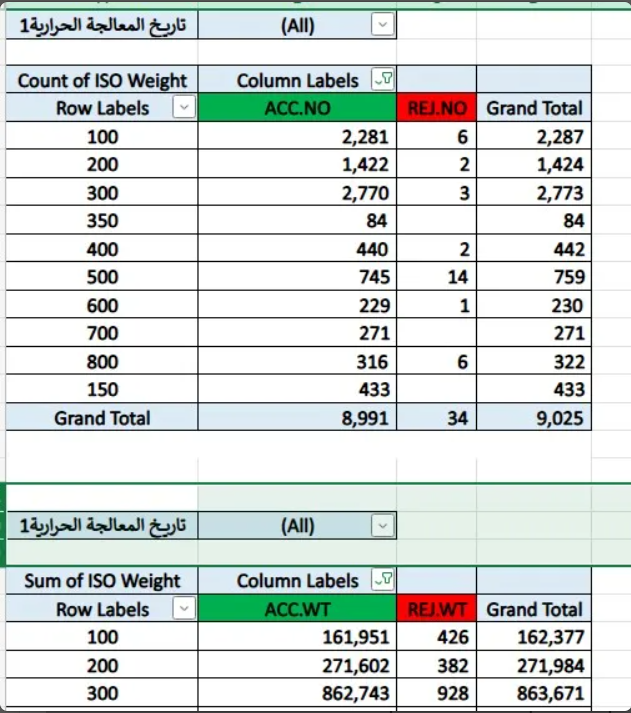 تاريخ المعالجة الحرارية1 (All)
Count of ISO Weight Column Labels
Row Labels ACC.NO REJ.NO Grand Total
100 2,281 6 2,287
200 1,422 2 1,424
300 2,770 3 2,773
350 84 84
400 440 2 442
500 745 14 759
600 229 1 230
700 271 271
800 316 6 322
150 433 433
Grand Total 8,991 34 9,025
تاريخ المعالجة الحرارية1 (All)
Sum of ISO Weight Column Labels
Row Labels ACC.WT REJ.WT Grand Total
100 161,951 426 162,377
200 271,602 382 271,984
300 862,743 928 863,671